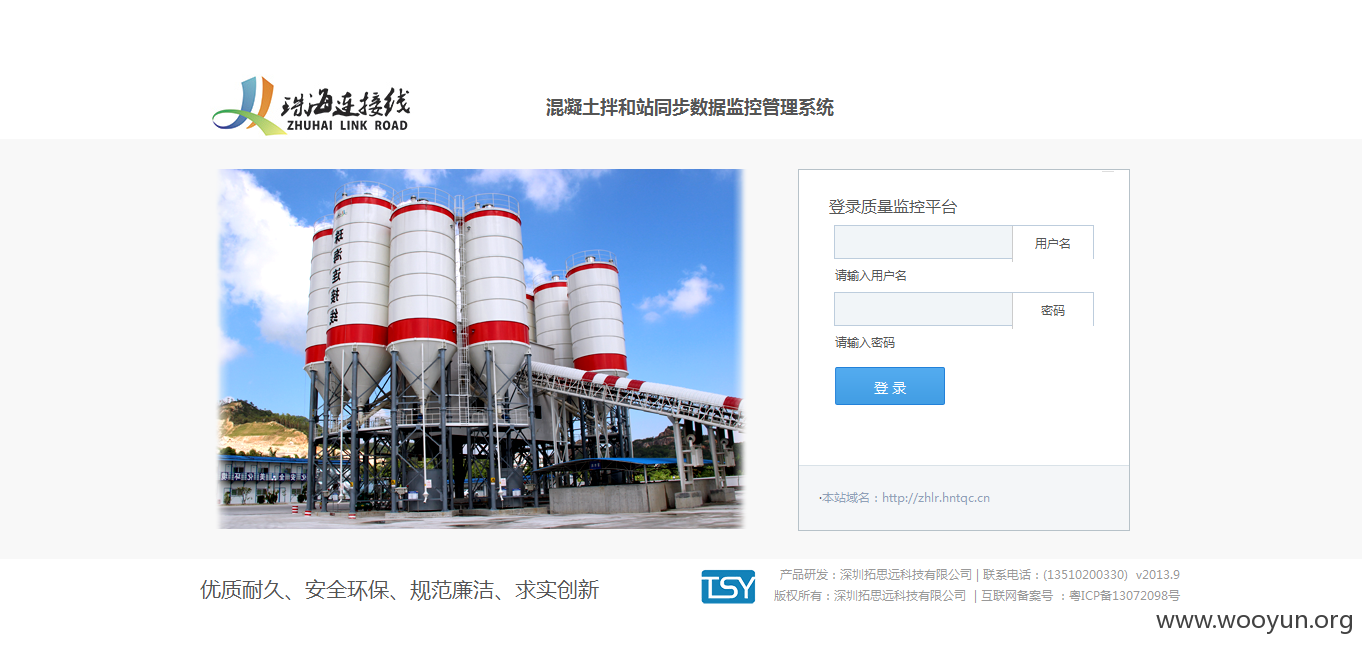 珠海连接线
ZHUHAI LINK ROAD
混凝土拌和站同步数据监控管理系统
珠海连接线
登录质量监控平台
用户名
请输入用户名
密码
请输入密码
登 录
·本站域名：http://zhlr.hntqc.cn
优质耐久、安全环保、规范廉洁、求实创新
TSY
产品研发：深圳拓思远科技有限公司 | 联系电话：(13510200330) v2013.9
版权所有：深圳拓思远科技有限公司 | 互联网备案号 ：粤ICP备13072098号
www.wooyun.org